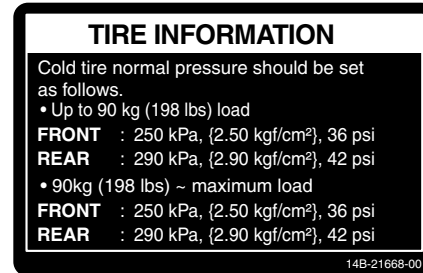 TIRE INFORMATION
Cold tire normal pressure should be set
as follows.
• Up to 90 kg (198 lbs) load
FRONT : 250 kPa, {2.50 kgf/cm²}, 36 psi
REAR : 290 kPa, {2.90 kgf/cm²}, 42 psi
• 90kg (198 lbs) ~ maximum load
FRONT : 250 kPa, {2.50 kgf/cm²}, 36 psi
REAR : 290 kPa, {2.90 kgf/cm²}, 42 psi
14B-21668-00